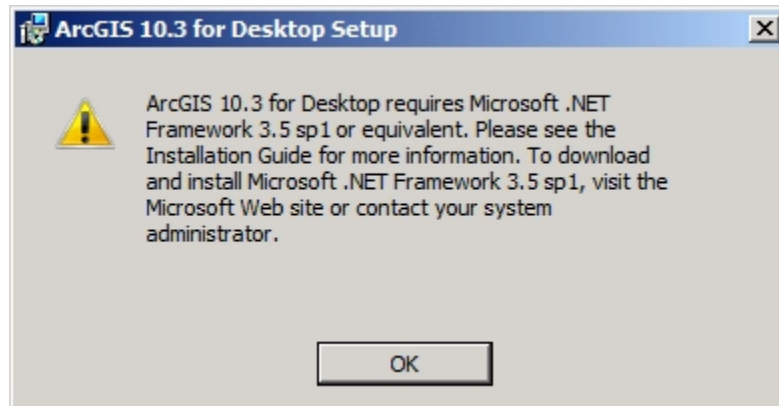 ArcGIS 10.3 for Desktop Setup
ArcGIS 10.3 for Desktop requires Microsoft .NET
Framework 3.5 sp1 or equivalent. Please see the
Installation Guide for more information. To download
and install Microsoft .NET Framework 3.5 sp1, visit the
Microsoft Web site or contact your system
administrator.
OK